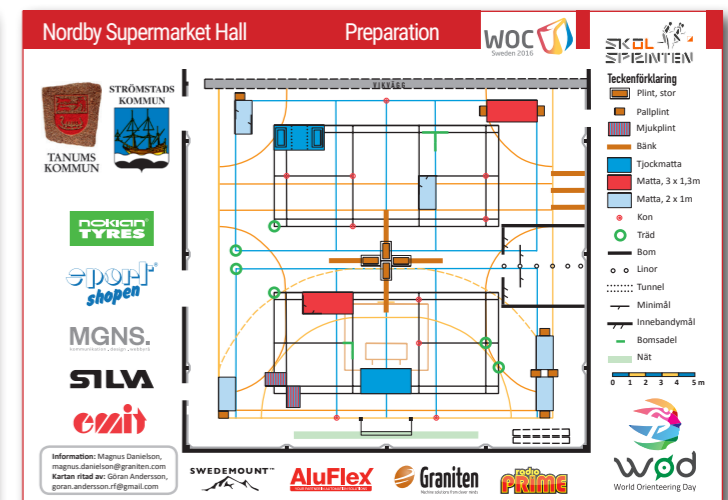 Nordby Supermarket Hall
Preparation
WOC
Sweden 2016
SKOL
SPRINTEN
TANUMS
KOMMUN
STRÖMSTADS
KOMMUN
VIKVÄGG
Teckenförklaring
Plint, stor
Pallplint
Mjukplint
Bänk
Tjockmatta
Matta, 3 x 1,3m
Matta, 2 x 1m
Kon
Träd
Bom
Linor
Tunnel
Minimål
Innebandymål
Bomsadel
Nät
0 1 2 3 4 5 m
nokian
TYRES
sport
shopen
MGNS.
SILVA
emit
Information: Magnus Danielson,
magnus.danielson@graniten.com
Kartan ritad av: Göran Andersson,
goran.andersson.rf@gmail.com
SWEDEMOUNT™
AluFlex
Graniten
radio
PRIME
wod
World Orienteering Day